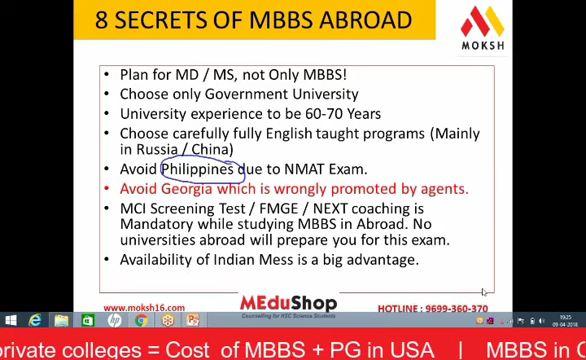 8 SECRETS OF MBBS ABROAD
MOKSH
• Plan for MD / MS, not Only MBBS!
• Choose only Government University
• University experience to be 60-70 Years
• Choose carefully fully English taught programs (Mainly
in Russia / China)
• Avoid Philippines due to NMAT Exam.
• Avoid Georgia which is wrongly promoted by agents.
• MCI Screening Test / FMGE / NEXT coaching is
Mandatory while studying MBBS in Abroad. No
universities abroad will prepare you for this exam.
• Availability of Indian Mess is a big advantage.
www.moksh16.com
MEduShop
Counselling for HSC Science Students
HOTLINE : 9699-360-370
19:25
09-04-2018
private colleges = Cost of MBBS + PG in USA | MBBS in